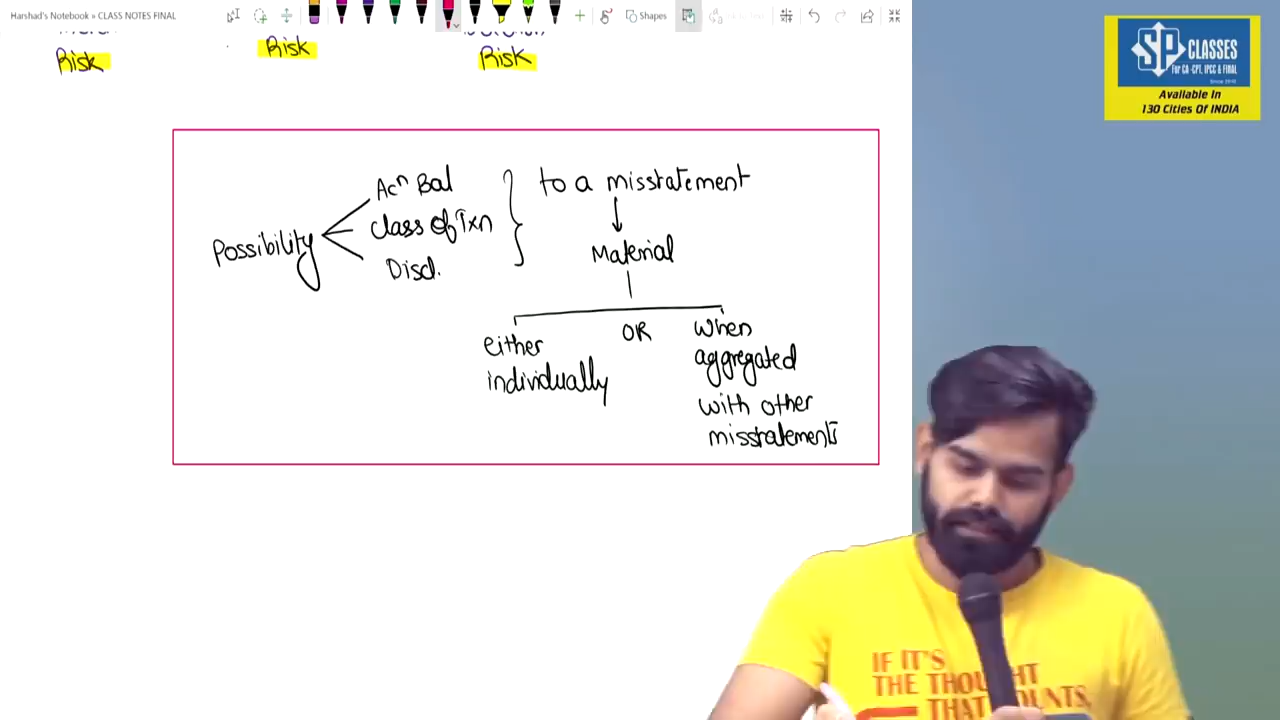 Harshad's Notebook » CLASS NOTES FINAL
Shapes
Risk
Risk
Risk
SP CLASSES
For CA-CPT, IPCC & FINAL
Available In
130 Cities Of INDIA
Possibility
Acⁿ Bal
Class of Txn
Discl.
to a misstatement
Material
either
individually
OR
when
aggregated
with other
misstatements
IF IT'S
THE THOUGHT
THAT COUNTS,